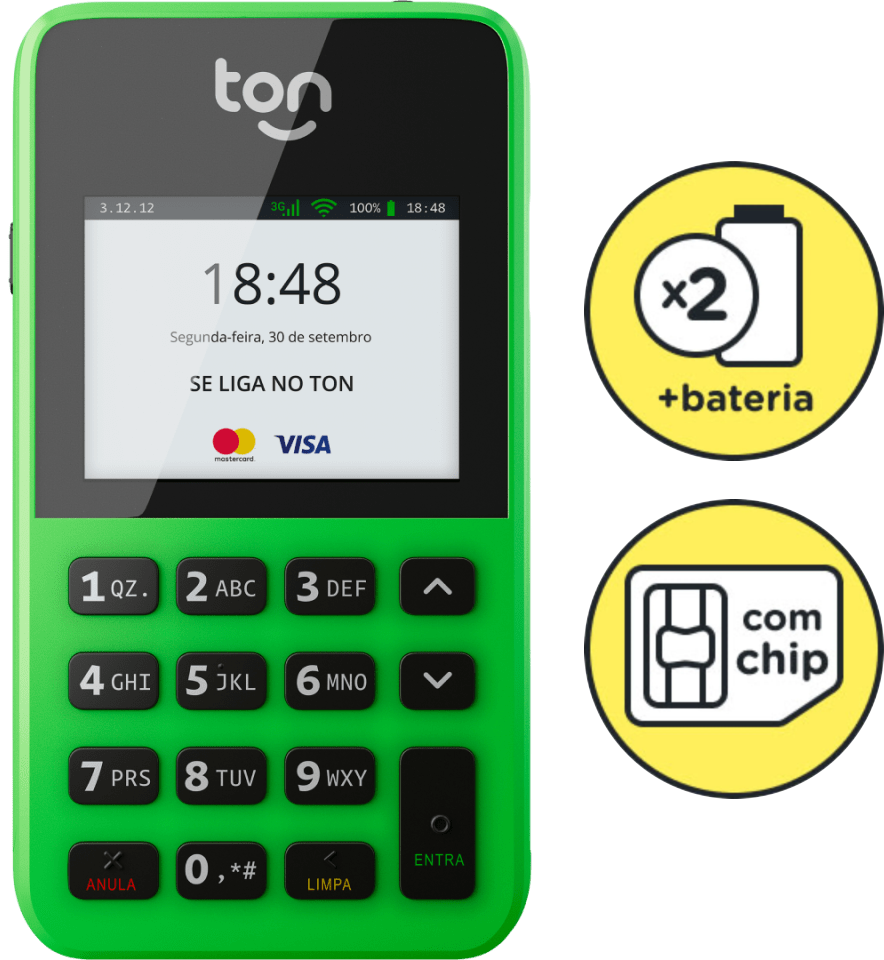 ton
3.12.12 3G 100% 18:48
18:48
Segunda-feira, 30 de setembro
SE LIGA NO TON
mastercard. VISA
x2
+bateria
1 QZ. 2 ABC 3 DEF
4 GHI 5 JKL 6 MNO
com
chip
7 PRS 8 TUV 9 WXY
ANULA 0 ,*# LIMPA ENTRA